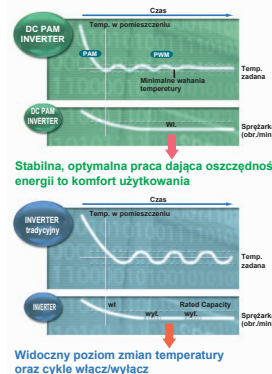 Czas
DC PAM
INVERTER
Temp. w pomieszczeniu
PAM
PWM
Minimalne wahania
temperetury
Temp.
zadana
DC PAM
INVERTER
Wł.
Sprężarka
(obr./min
Stabilna, optymalna praca dająca oszczędnoś
energii to komfort użytkowania
Czas
INVERTER
tradycyjny
Temp. w pomieszczeniu
Temp.
zadana
INVERTER
wł
Rated Capacity
wył.
wył.
Sprężarka
(obr./min
Widoczny poziom zmian temperatury
oraz cykle włącz/wyłącz